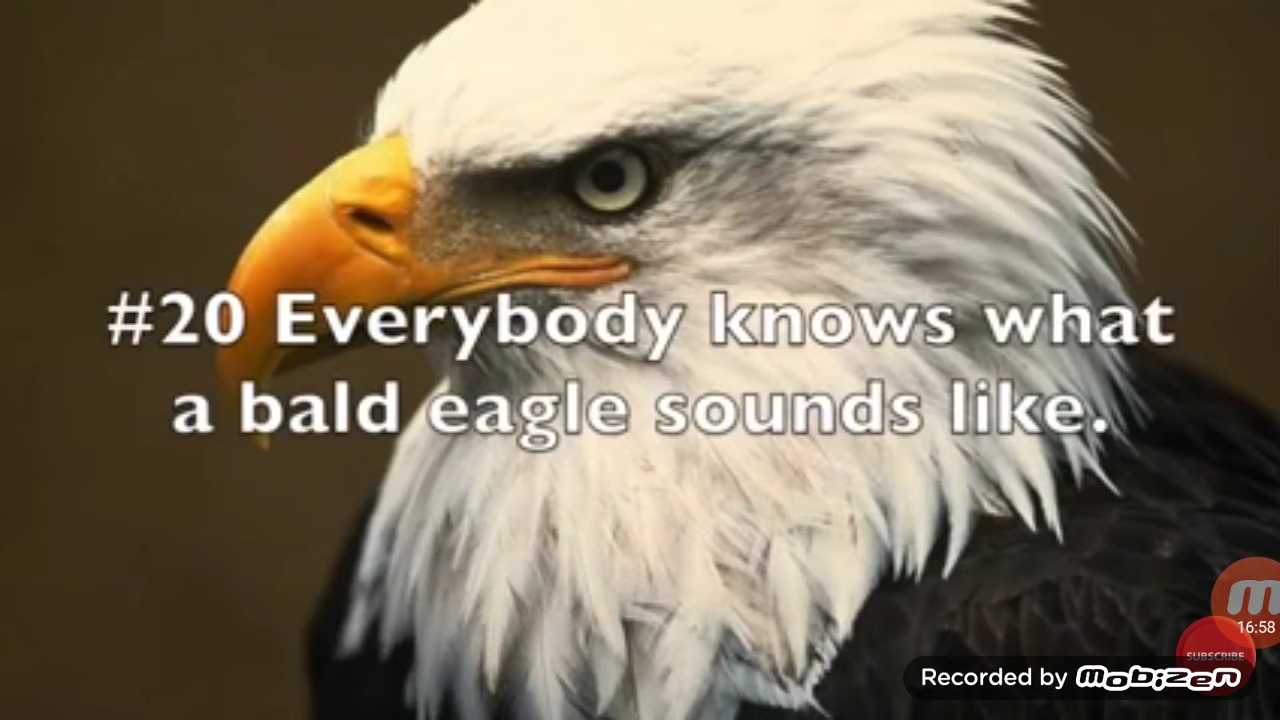 #20 Everybody knows what
a bald eagle sounds like.
m
16:58
SUBSCRIBE
Recorded by mobizen